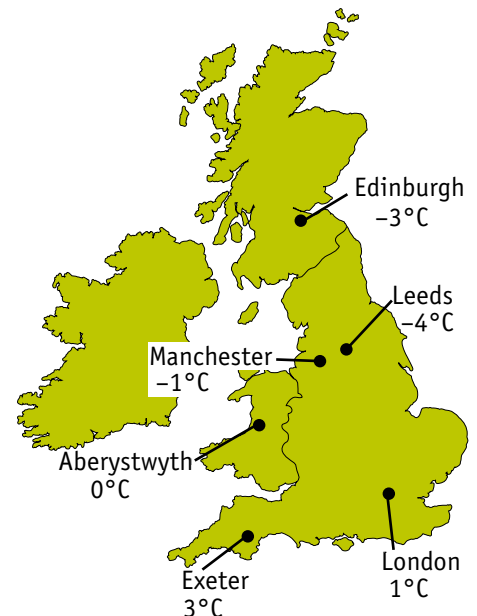 Edinburgh
–3°C
Leeds
–4°C
Manchester
–1°C
Aberystwyth
0°C
London
1°C
Exeter
3°C